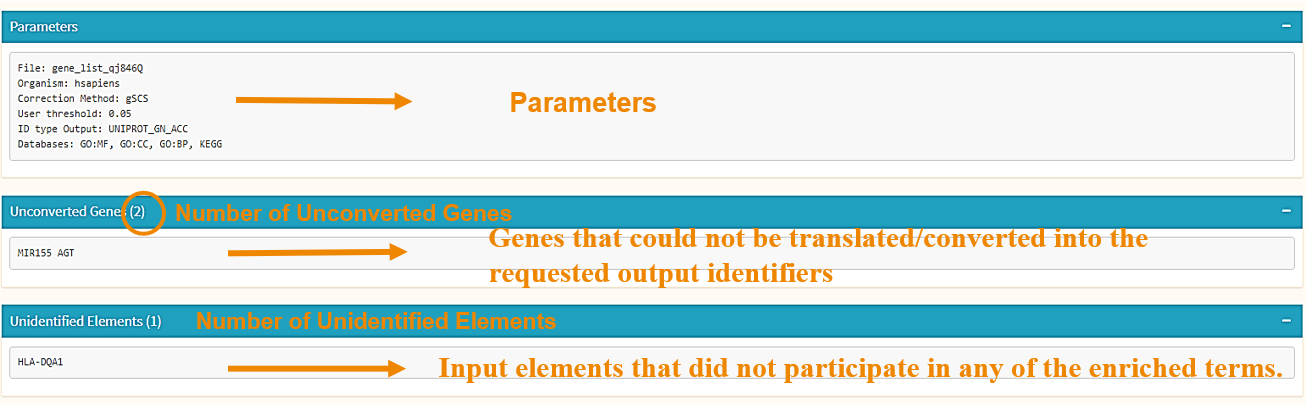 Parameters
File: gene_list_qj846Q
Organism: hsapiens
Correction Method: gSCS
User threshold: 0.05
ID type Output: UNIPROT_GN_ACC
Databases: GO:MF, GO:CC, GO:BP, KEGG
Parameters
Unconverted Genes (2)
Number of Unconverted Genes
MIR155 AGT
Genes that could not be translated/converted into the
requested output identifiers
Unidentified Elements (1)
Number of Unidentified Elements
HLA-DQA1
Input elements that did not participate in any of the enriched terms.